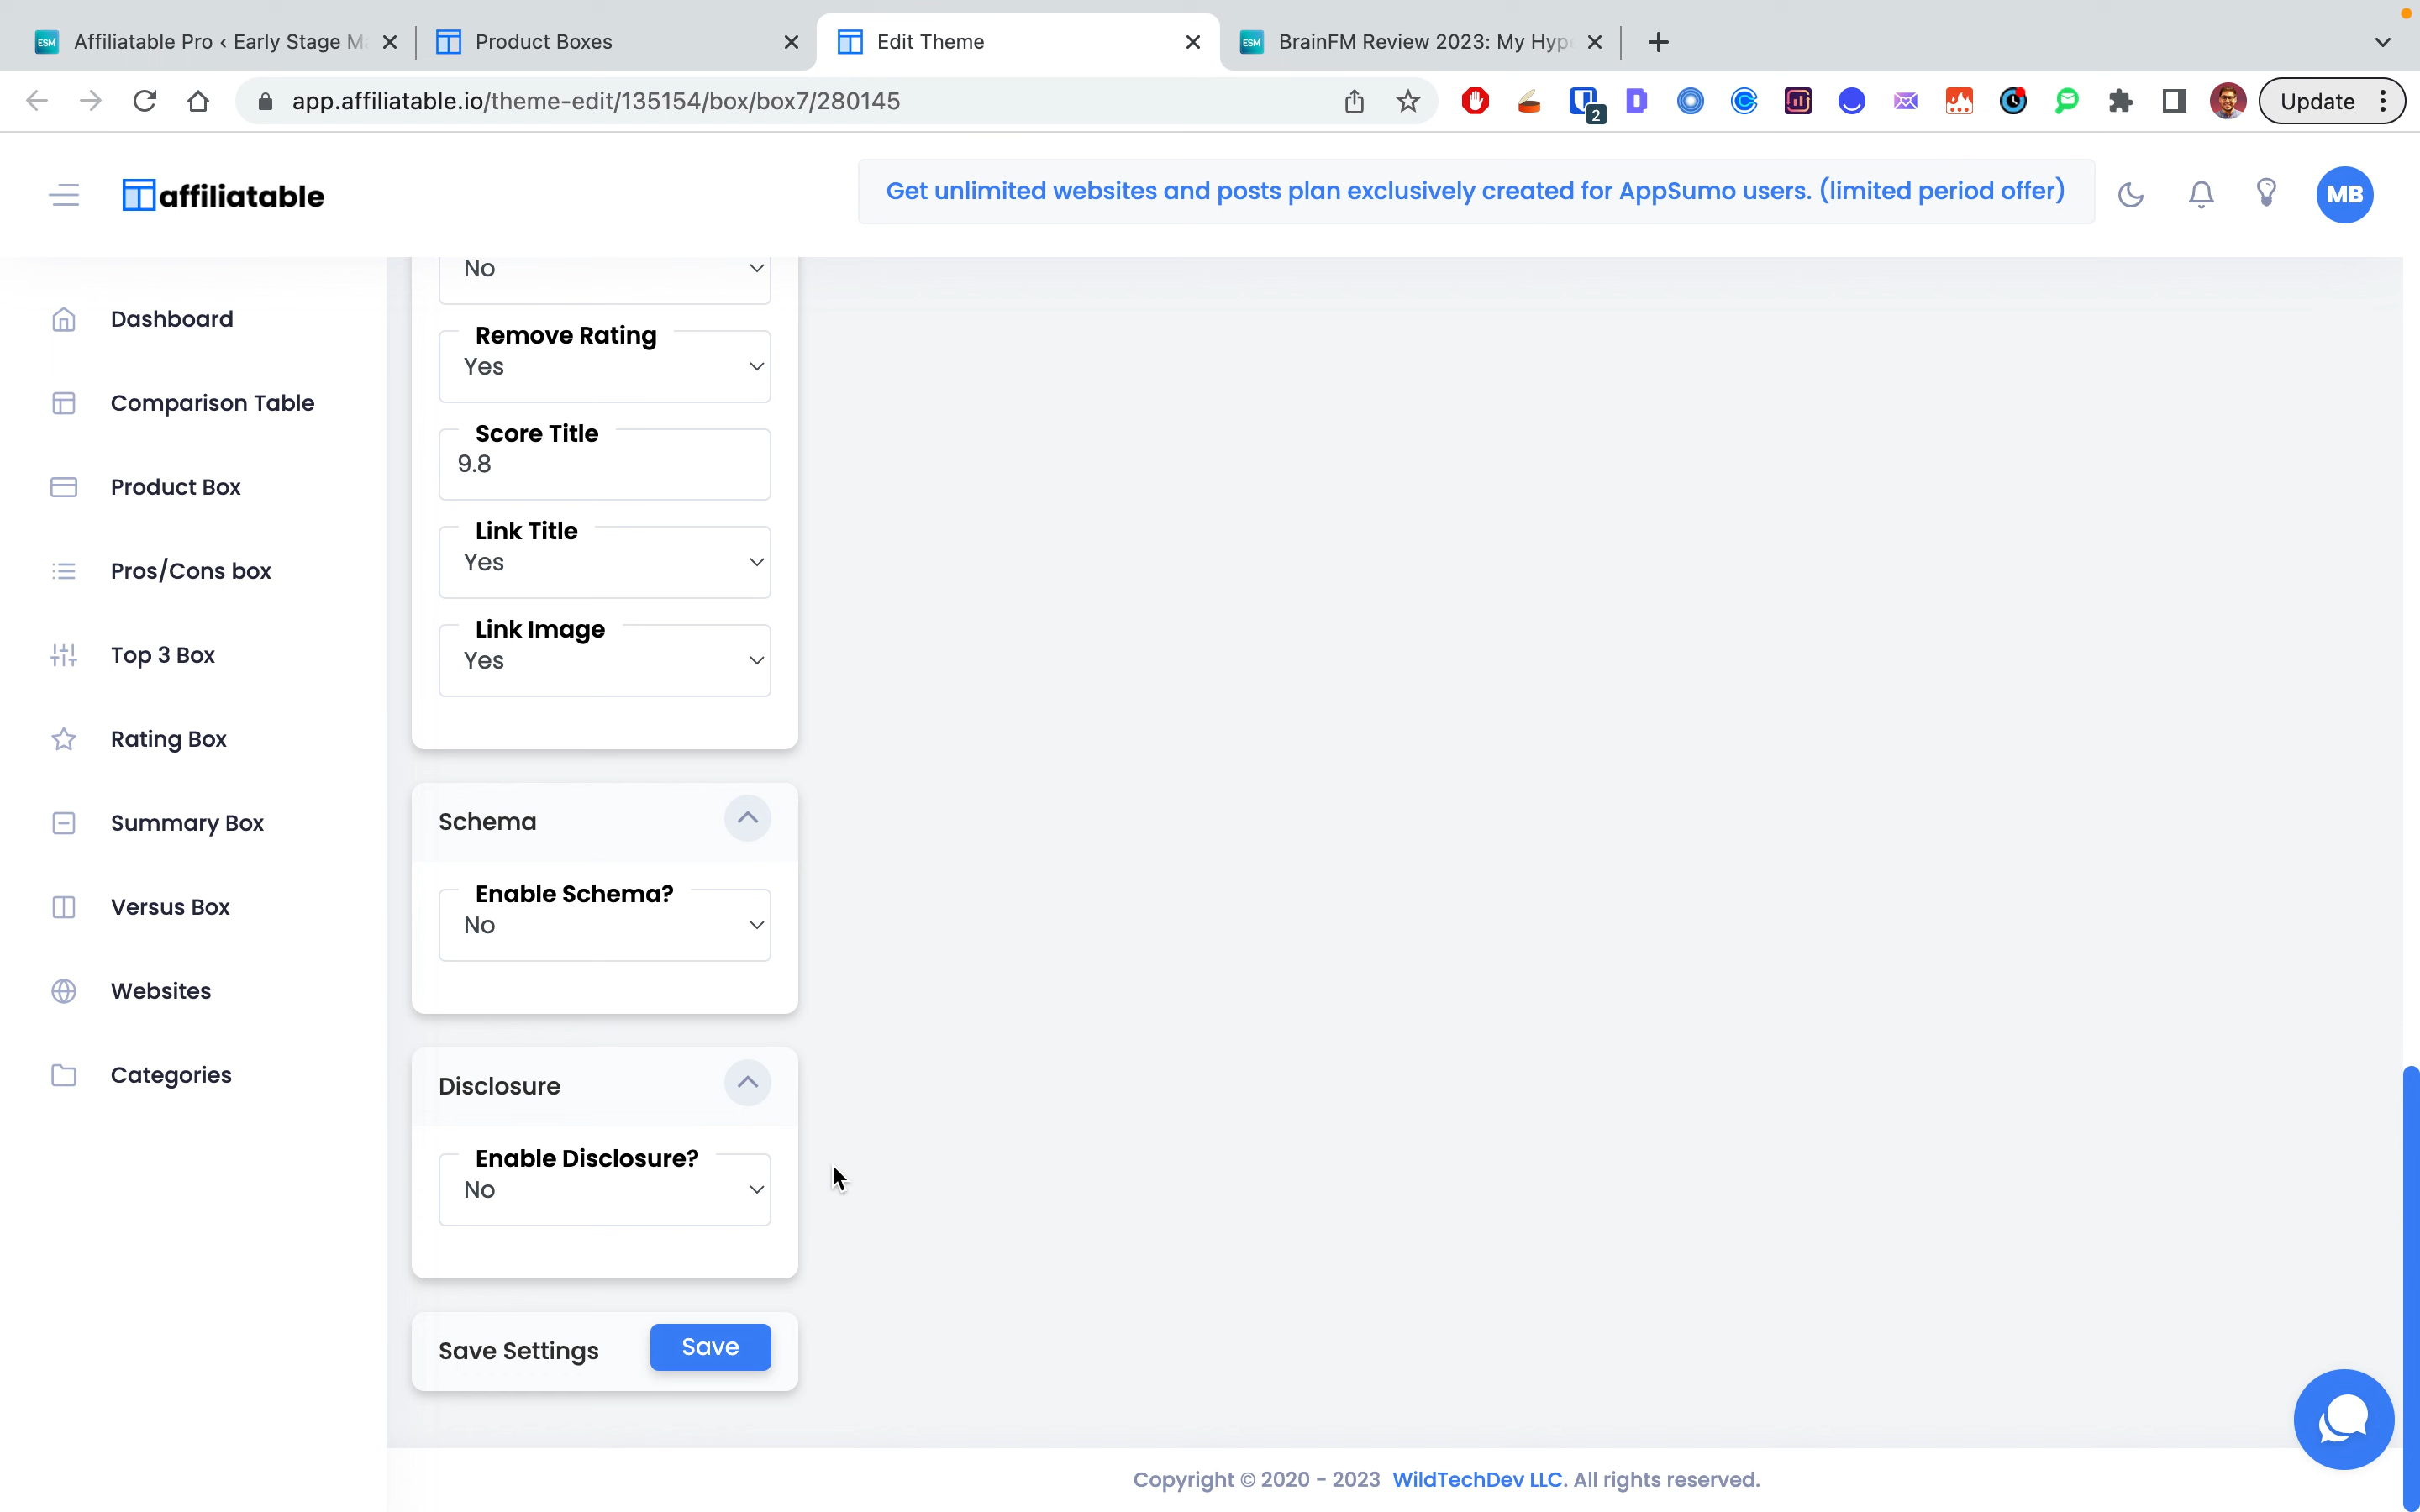 ESM Affiliatable Pro ‹ Early Stage Ma
Product Boxes
Edit Theme
ESM BrainFM Review 2023: My Hyp
app.affiliatable.io/theme-edit/135154/box/box7/280145
2
Update
affiliatable
Get unlimited websites and posts plan exclusively created for AppSumo users. (limited period offer)
MB
Dashboard
Comparison Table
Product Box
Pros/Cons box
Top 3 Box
Rating Box
Summary Box
Versus Box
Websites
Categories
No
Remove Rating
Yes
Score Title
9.8
Link Title
Yes
Link Image
Yes
Schema
Enable Schema?
No
Disclosure
Enable Disclosure?
No
Save Settings
Save
Copyright © 2020 - 2023 WildTechDev LLC. All rights reserved.